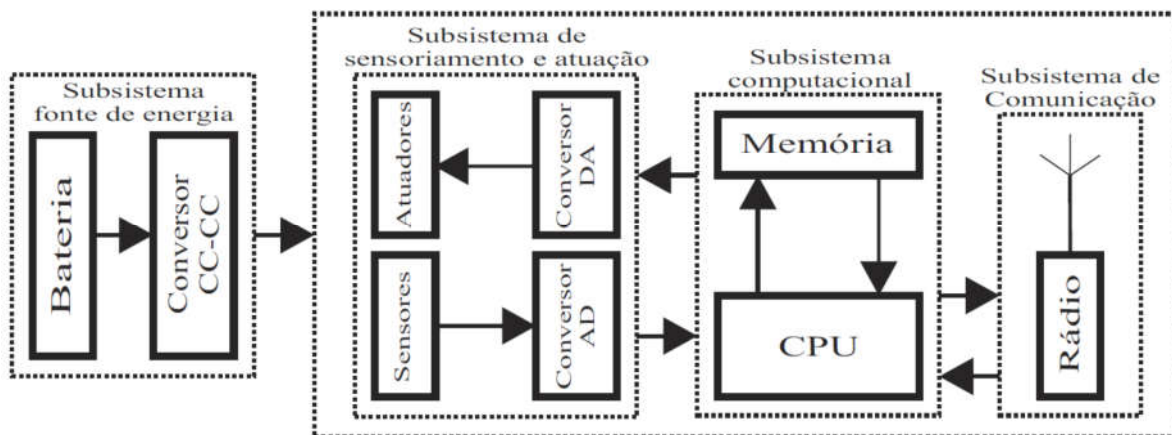 Subsistema
fonte de energia
Bateria
Conversor
CC-CC
Subsistema de
sensoriamento e atuação
Atuadores
Conversor
DA
Sensores
Conversor
AD
Subsistema
computacional
Memória
CPU
Subsistema de
Comunicação
Rádio